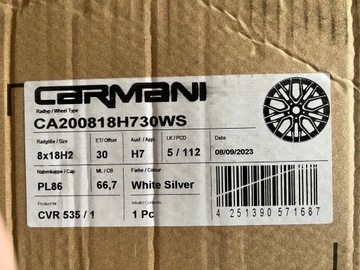 CARMANI
Radtyp / Wheel Type
CA200818H730WS
Radgröße / Size ET/ Offset Ausf. / Appl LK / PCD Date
8x18H2 30 H7 5 / 112 08/09/2023
Nabenkappe / Cap ML / CB Farbe / Colour
PL86 66,7 White Silver
Product Nr
CVR 535 / 1 1 Pc
4 251390 571687